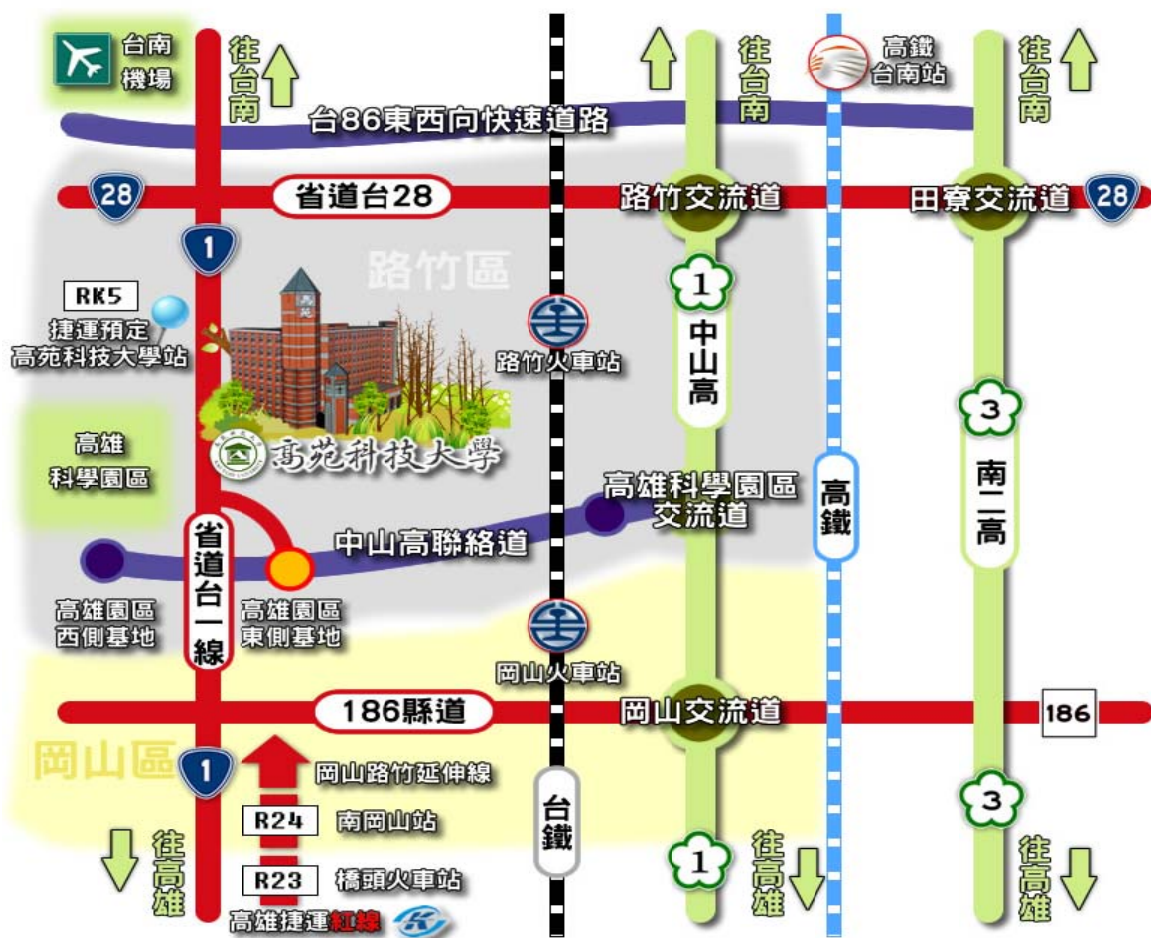 台南
機場
往台南
往台南
高鐵
台南站
往台南
台86東西向快速道路
28
省道台28
路竹交流道
田寮交流道
28
1
路竹區
RK5
捷運預定
高苑科技大學站
高苑
1
中山高
路竹火車站
3
南二高
高雄
科學園區
高苑科技大學
高雄科學園區
交流道
高鐵
省道台一線
中山高聯絡道
高雄園區
西側基地
高雄園區
東側基地
岡山火車站
186縣道
岡山交流道
186
岡山區
1
岡山路竹延伸線
台鐵
3
R24
南岡山站
1
往高雄
往高雄
往高雄
R23
橋頭火車站
高雄捷運紅線
K